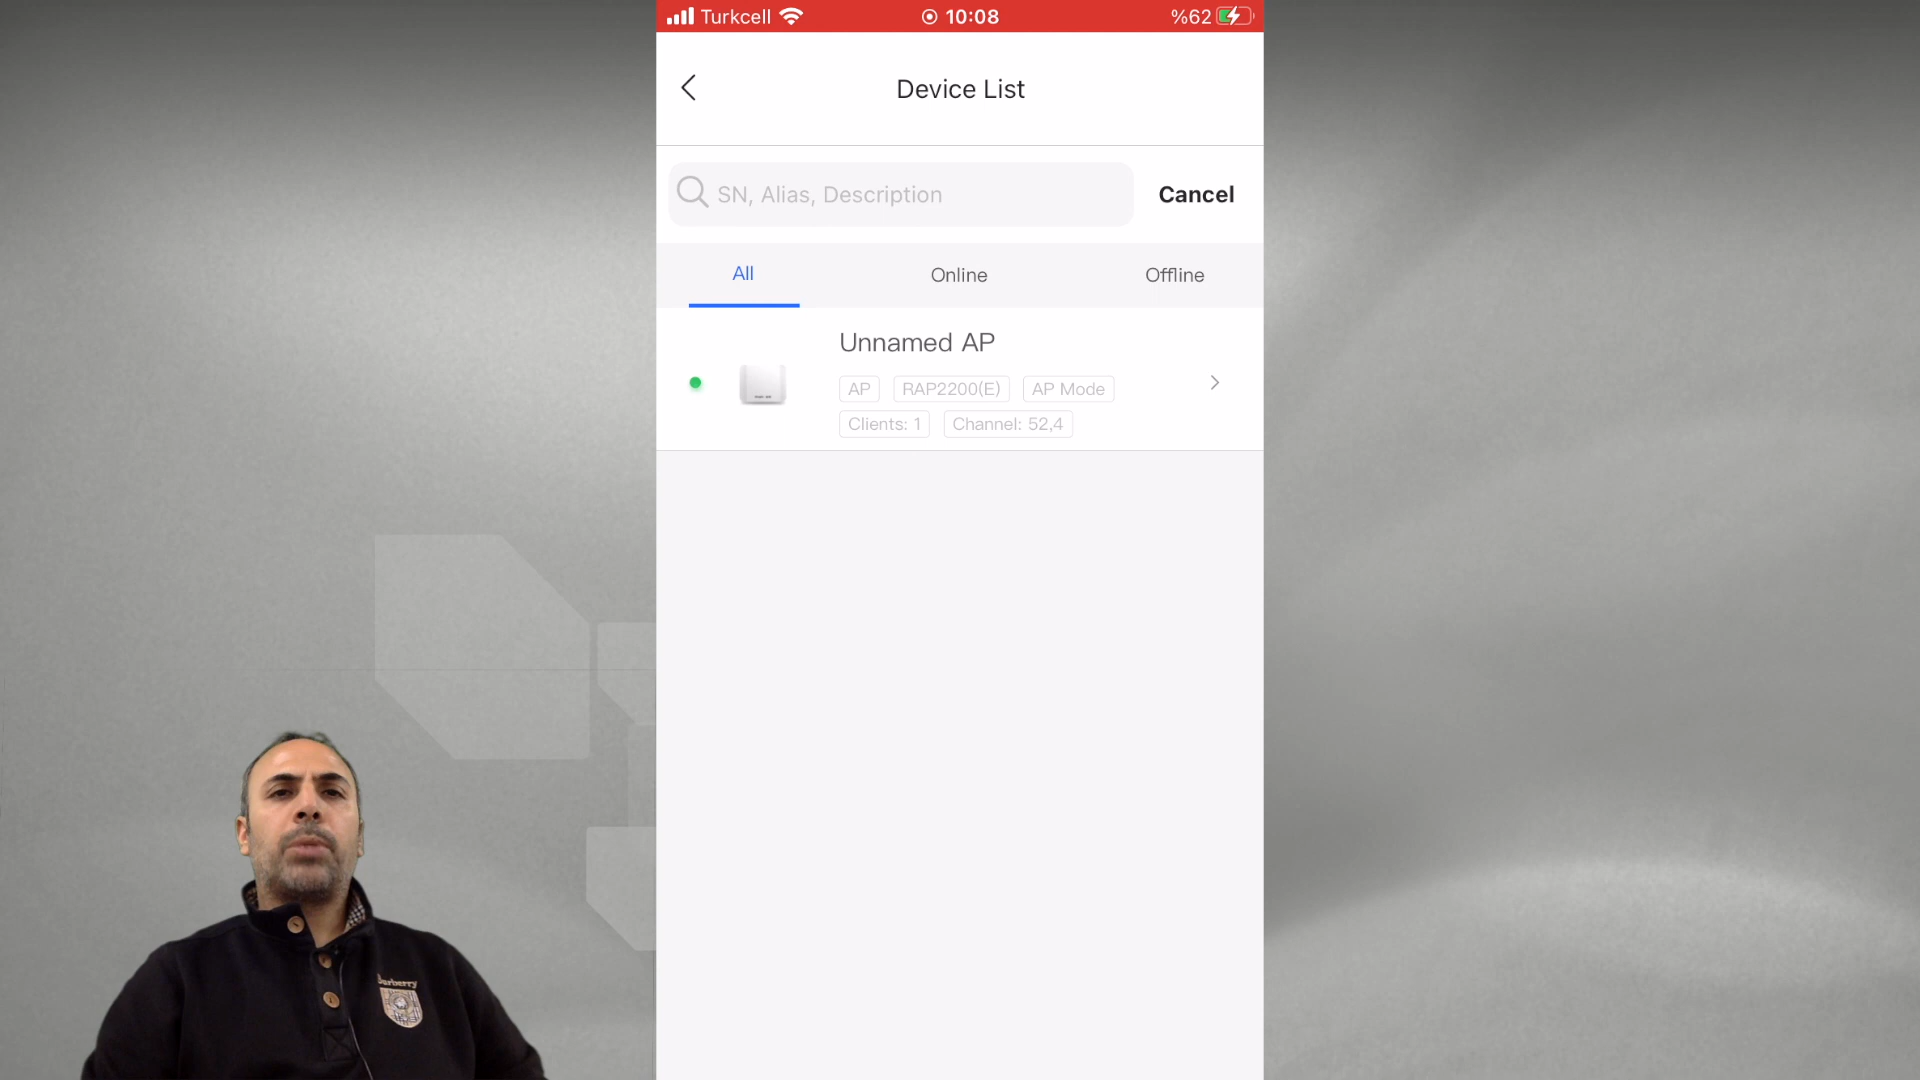 Turkcell 10:08 %62
Device List
SN, Alias, Description Cancel
All Online Offline
Unnamed AP
AP RAP2200(E) AP Mode
Clients: 1 Channel: 52,4
Burberry